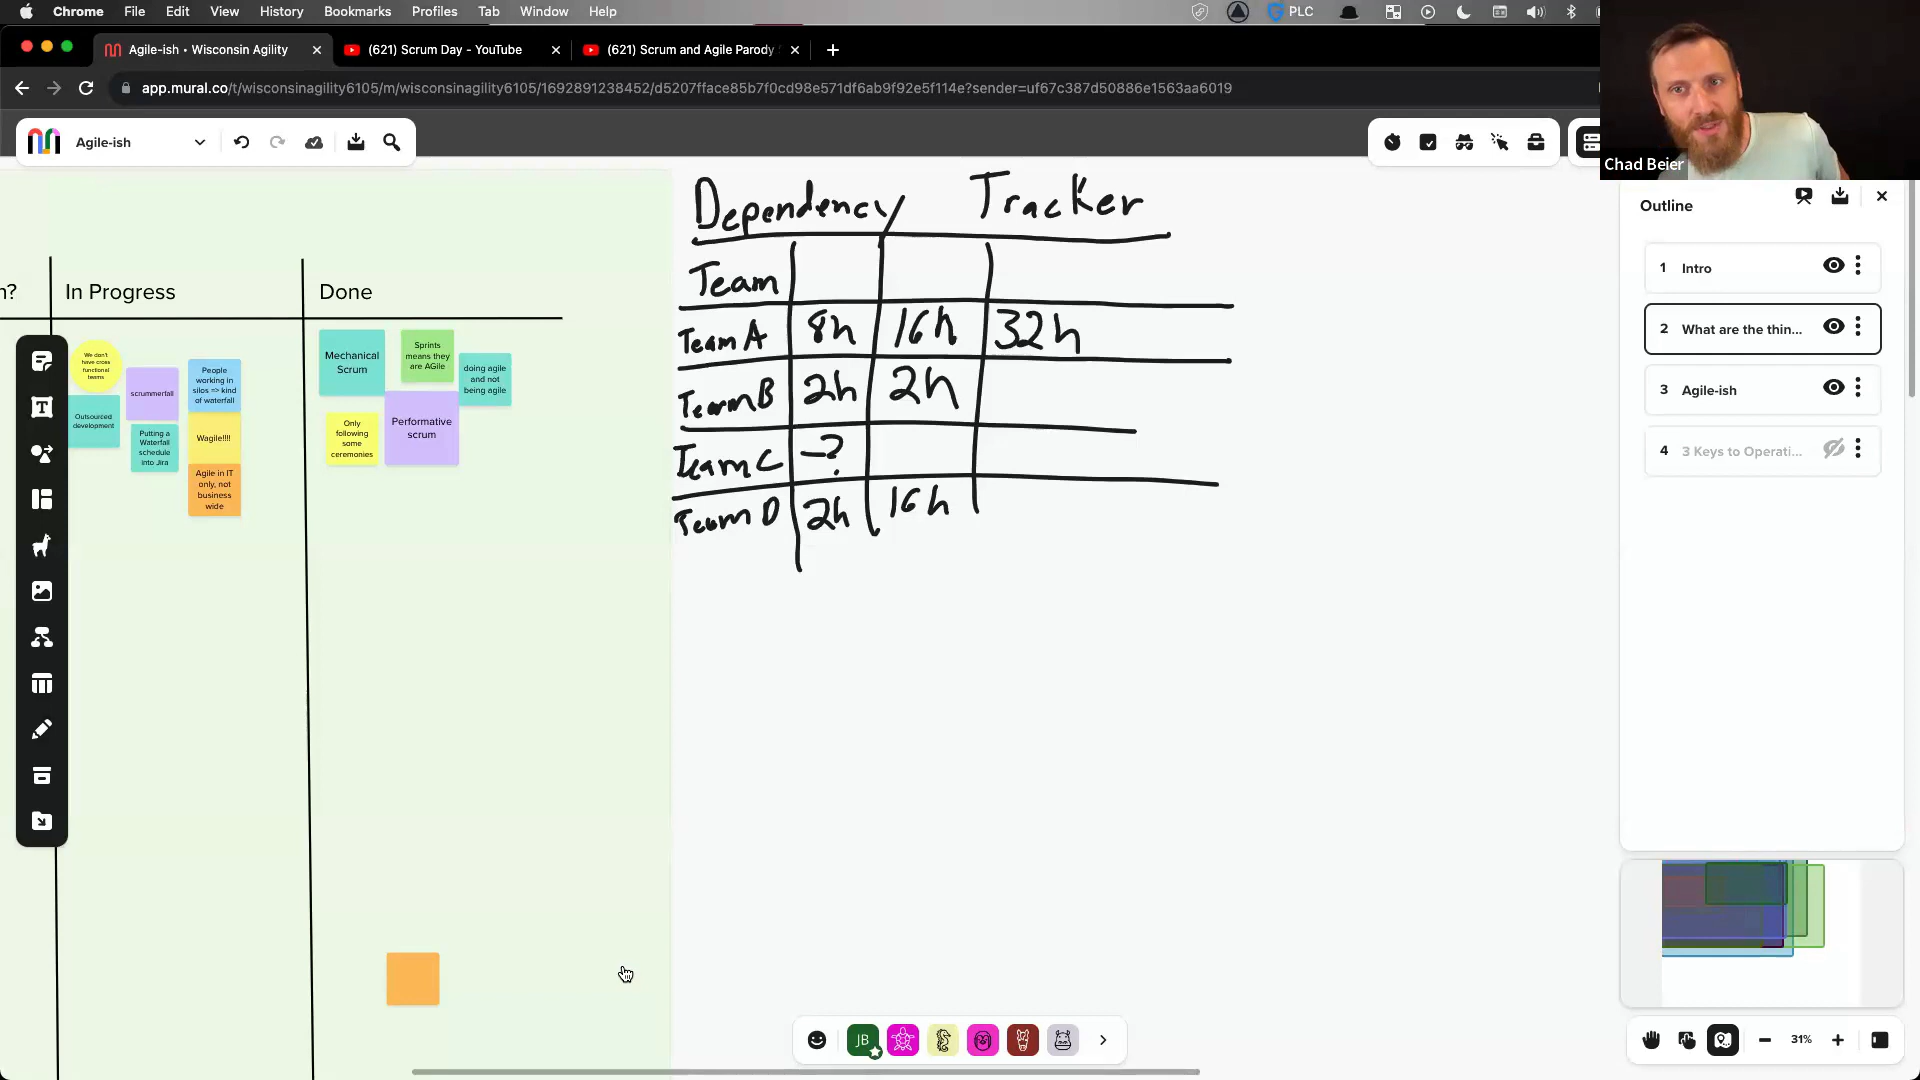 Chrome File Edit View History Bookmarks Profiles Tab Window Help
PLC
Agile-ish • Wisconsin Agility
(621) Scrum Day - YouTube
(621) Scrum and Agile Parody
app.mural.co/t/wisconsinagility6105/m/wisconsinagility6105/1692891238452/d5207fface85b7f0cd98e571df6ab9f92e5f114e?sender=uf67c387d50886e1563aa6019
Chad Beier
Agile-ish
Outline
1 Intro
2 What are the thin...
3 Agile-ish
4 3 Keys to Operati...
n?
In Progress
Done
We don't
have cross
functional
teams
Outsourced
development
scrummerfall
Putting a
Waterfall
schedule
into Jira
People
working in
silos => kind
of waterfall
Wagile!!!!
Agile in IT
only, not
business
wide
Mechanical
Scrum
Sprints
means they
are AGile
doing agile
and not
being agile
Only
following
some
ceremonies
Performative
scrum
Dependency Tracker
Team
Team A 8h 16h 32h
Team B 2h 2h
Team C -?
Team D 2h 16h
JB
31%